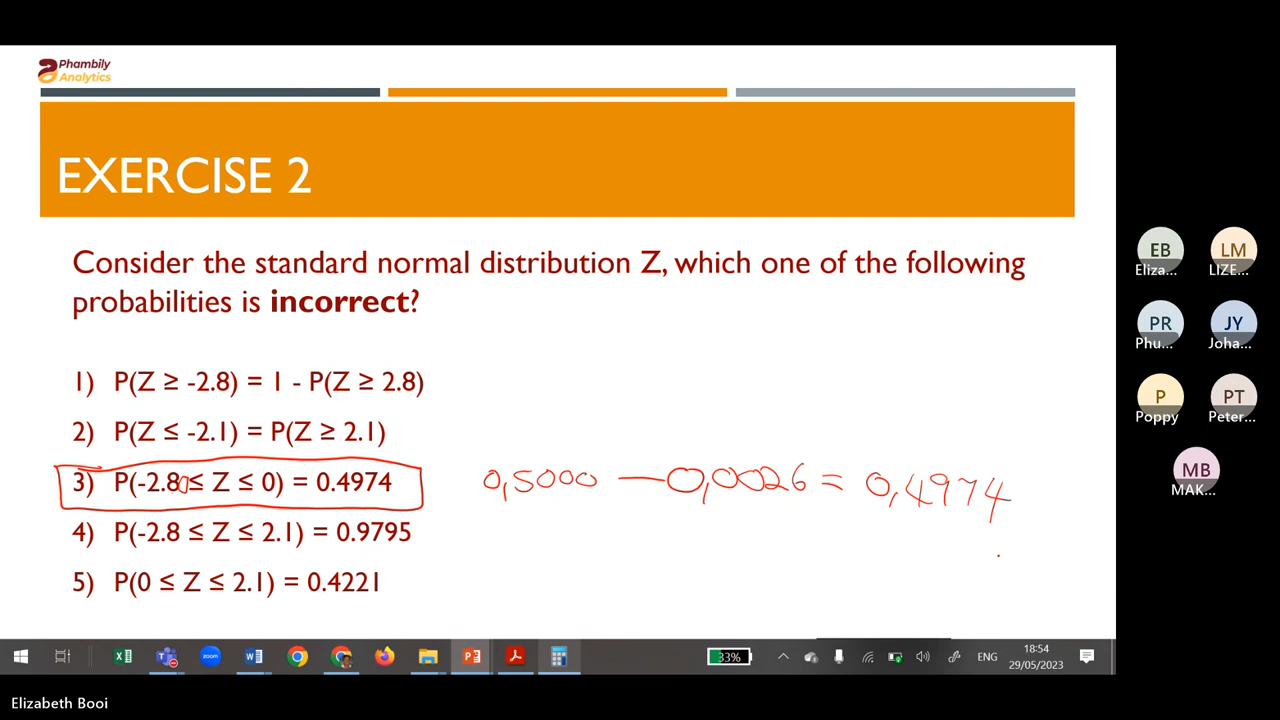 Phambily
Analytics
EXERCISE 2
Consider the standard normal distribution Z, which one of the following
probabilities is incorrect?
1) P(Z ≥ -2.8) = 1 - P(Z ≥ 2.8)
2) P(Z ≤ -2.1) = P(Z ≥ 2.1)
3) P(-2.80 ≤ Z ≤ 0) = 0.4974
0,5000 — 0,0026 = 0,4974
4) P(-2.8 ≤ Z ≤ 2.1) = 0.9795
5) P(0 ≤ Z ≤ 2.1) = 0.4221
EB
Eliza...
LM
LIZE...
PR
Phu...
JY
Joha...
P
Poppy
PT
Peter...
MB
MAK...
zoom
33%
ENG
18:54
29/05/2023
Elizabeth Booi